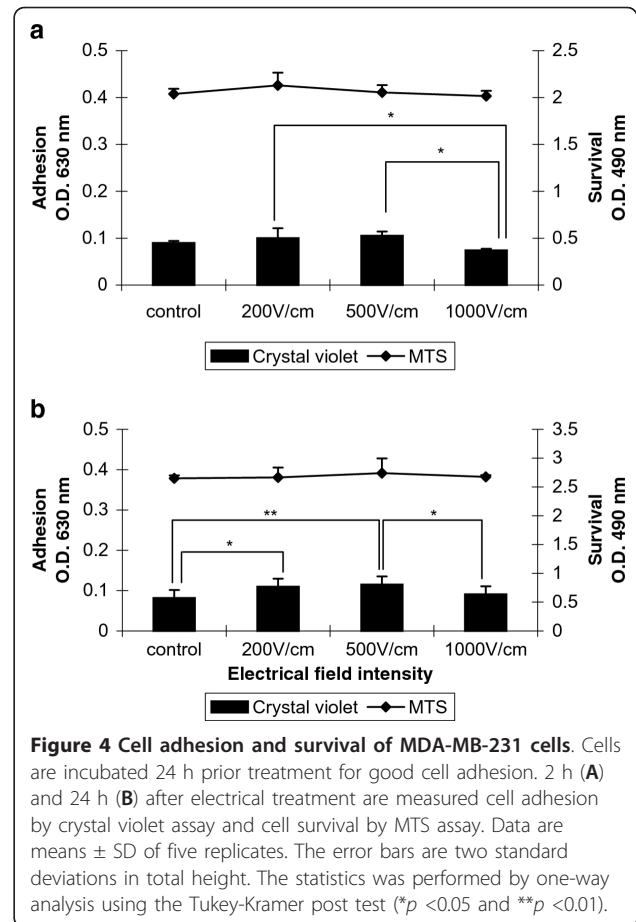 a
0.5
0.4
0.3
0.2
0.1
0
Adhesion
O.D. 630 nm
2.5
2
1.5
1
0.5
0
Survival
O.D. 490 nm
*
*
control 200V/cm 500V/cm 1000V/cm
Crystal violet MTS
b
0.5
0.4
0.3
0.2
0.1
0
Adhesion
O.D. 630 nm
3.5
3
2.5
2
1.5
1
0.5
0
Survival
O.D. 490 nm
**
*
*
control 200V/cm 500V/cm 1000V/cm
Electrical field intensity
Crystal violet MTS
Figure 4 Cell adhesion and survival of MDA-MB-231 cells. Cells
are incubated 24 h prior treatment for good cell adhesion. 2 h (A)
and 24 h (B) after electrical treatment are measured cell adhesion
by crystal violet assay and cell survival by MTS assay. Data are
means ± SD of five replicates. The error bars are two standard
deviations in total height. The statistics was performed by one-way
analysis using the Tukey-Kramer post test (*p <0.05 and **p <0.01).